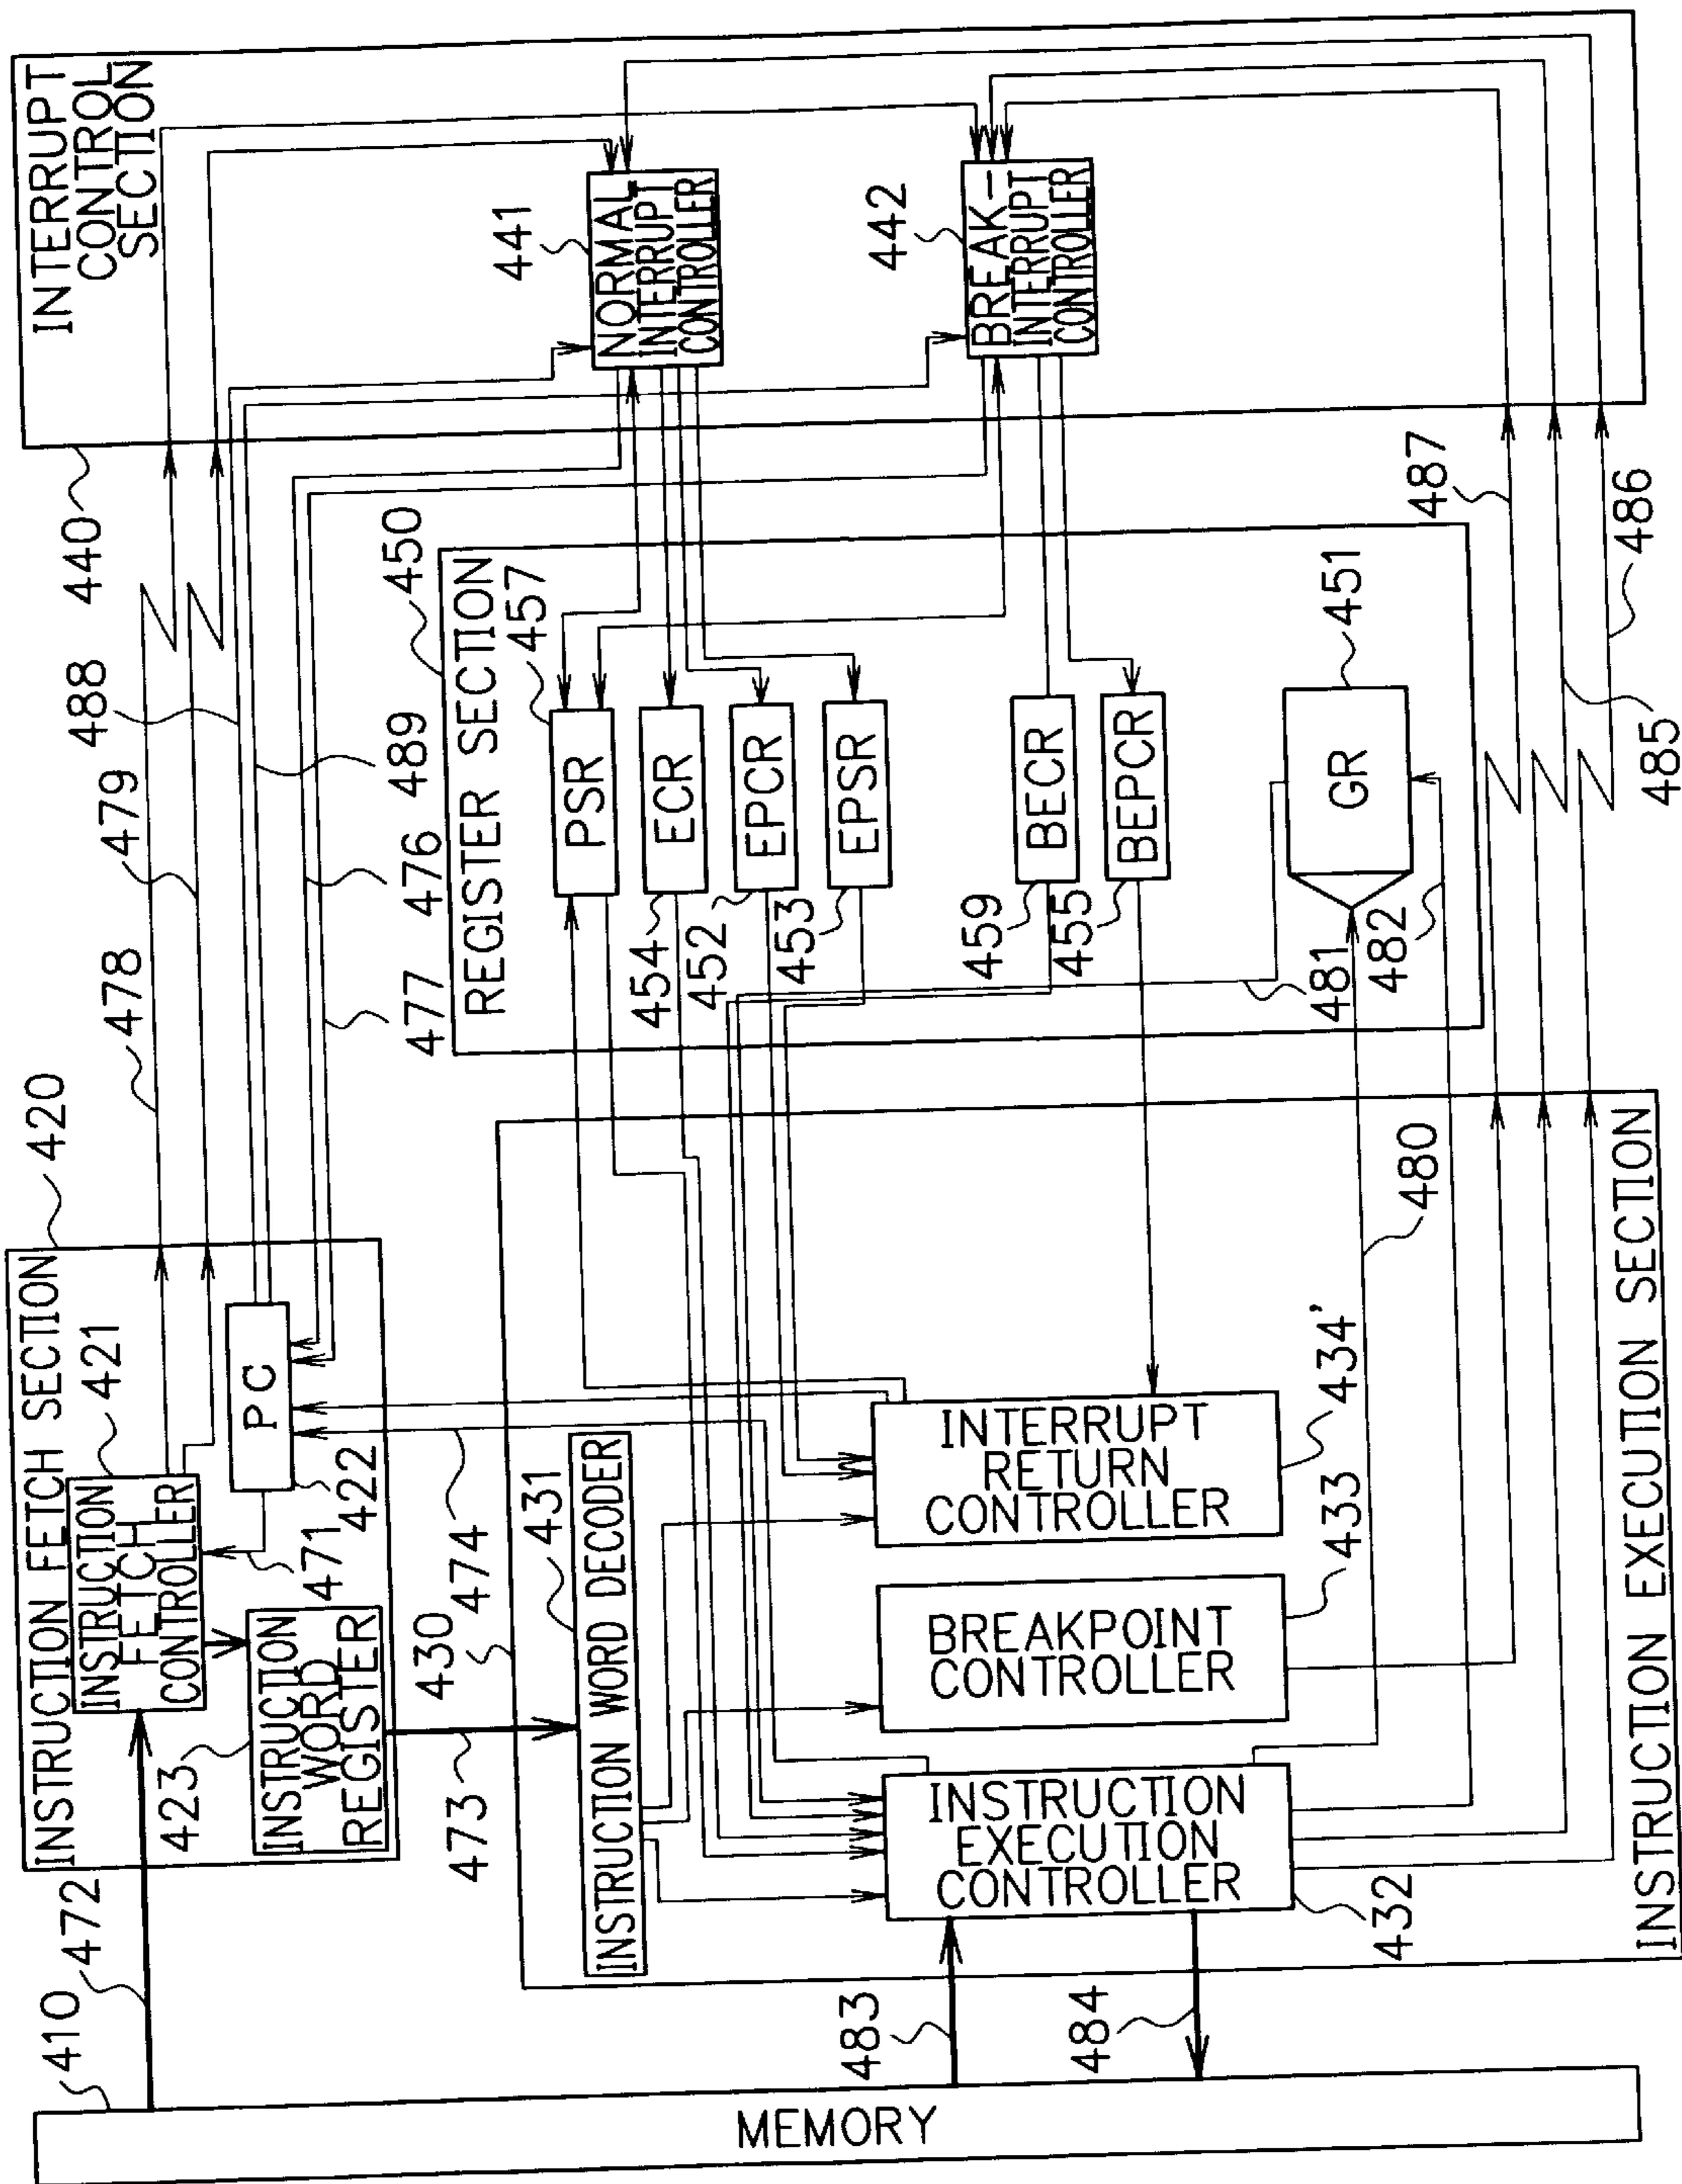 410
472
MEMORY
483
484
INSTRUCTION FETCH SECTION
420
INSTRUCTION
FETCH
CONTROLLER
421
PC
422
471
423
INSTRUCTION
WORD
REGISTER
473
474
430
INSTRUCTION WORD DECODER
431
INSTRUCTION
EXECUTION
CONTROLLER
432
BREAKPOINT
CONTROLLER
433
INTERRUPT
RETURN
CONTROLLER
434'
480
INSTRUCTION EXECUTION SECTION
478
479
488
489
476
477
REGISTER SECTION
450
457
PSR
454
ECR
452
EPCR
453
EPSR
459
BECR
455
BEPCR
GR
451
481
482
487
485
486
440
INTERRUPT
CONTROL
SECTION
441
NORMAL
INTERRUPT
CONTROLLER
442
BREAK-
INTERRUPT
CONTROLLER